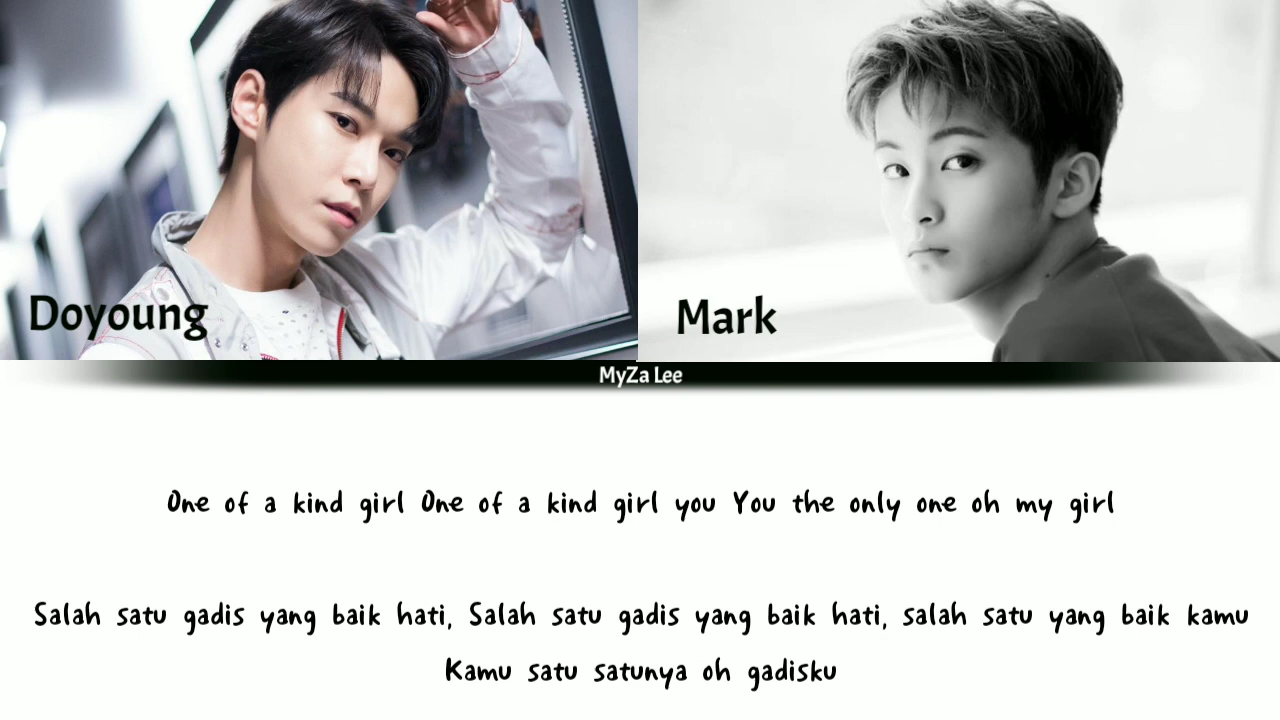 Doyoung
Mark
MyZa Lee
One of a kind girl One of a kind girl you You the only one oh my girl
Salah satu gadis yang baik hati, Salah satu gadis yang baik hati, salah satu yang baik kamu
Kamu satu satunya oh gadisku